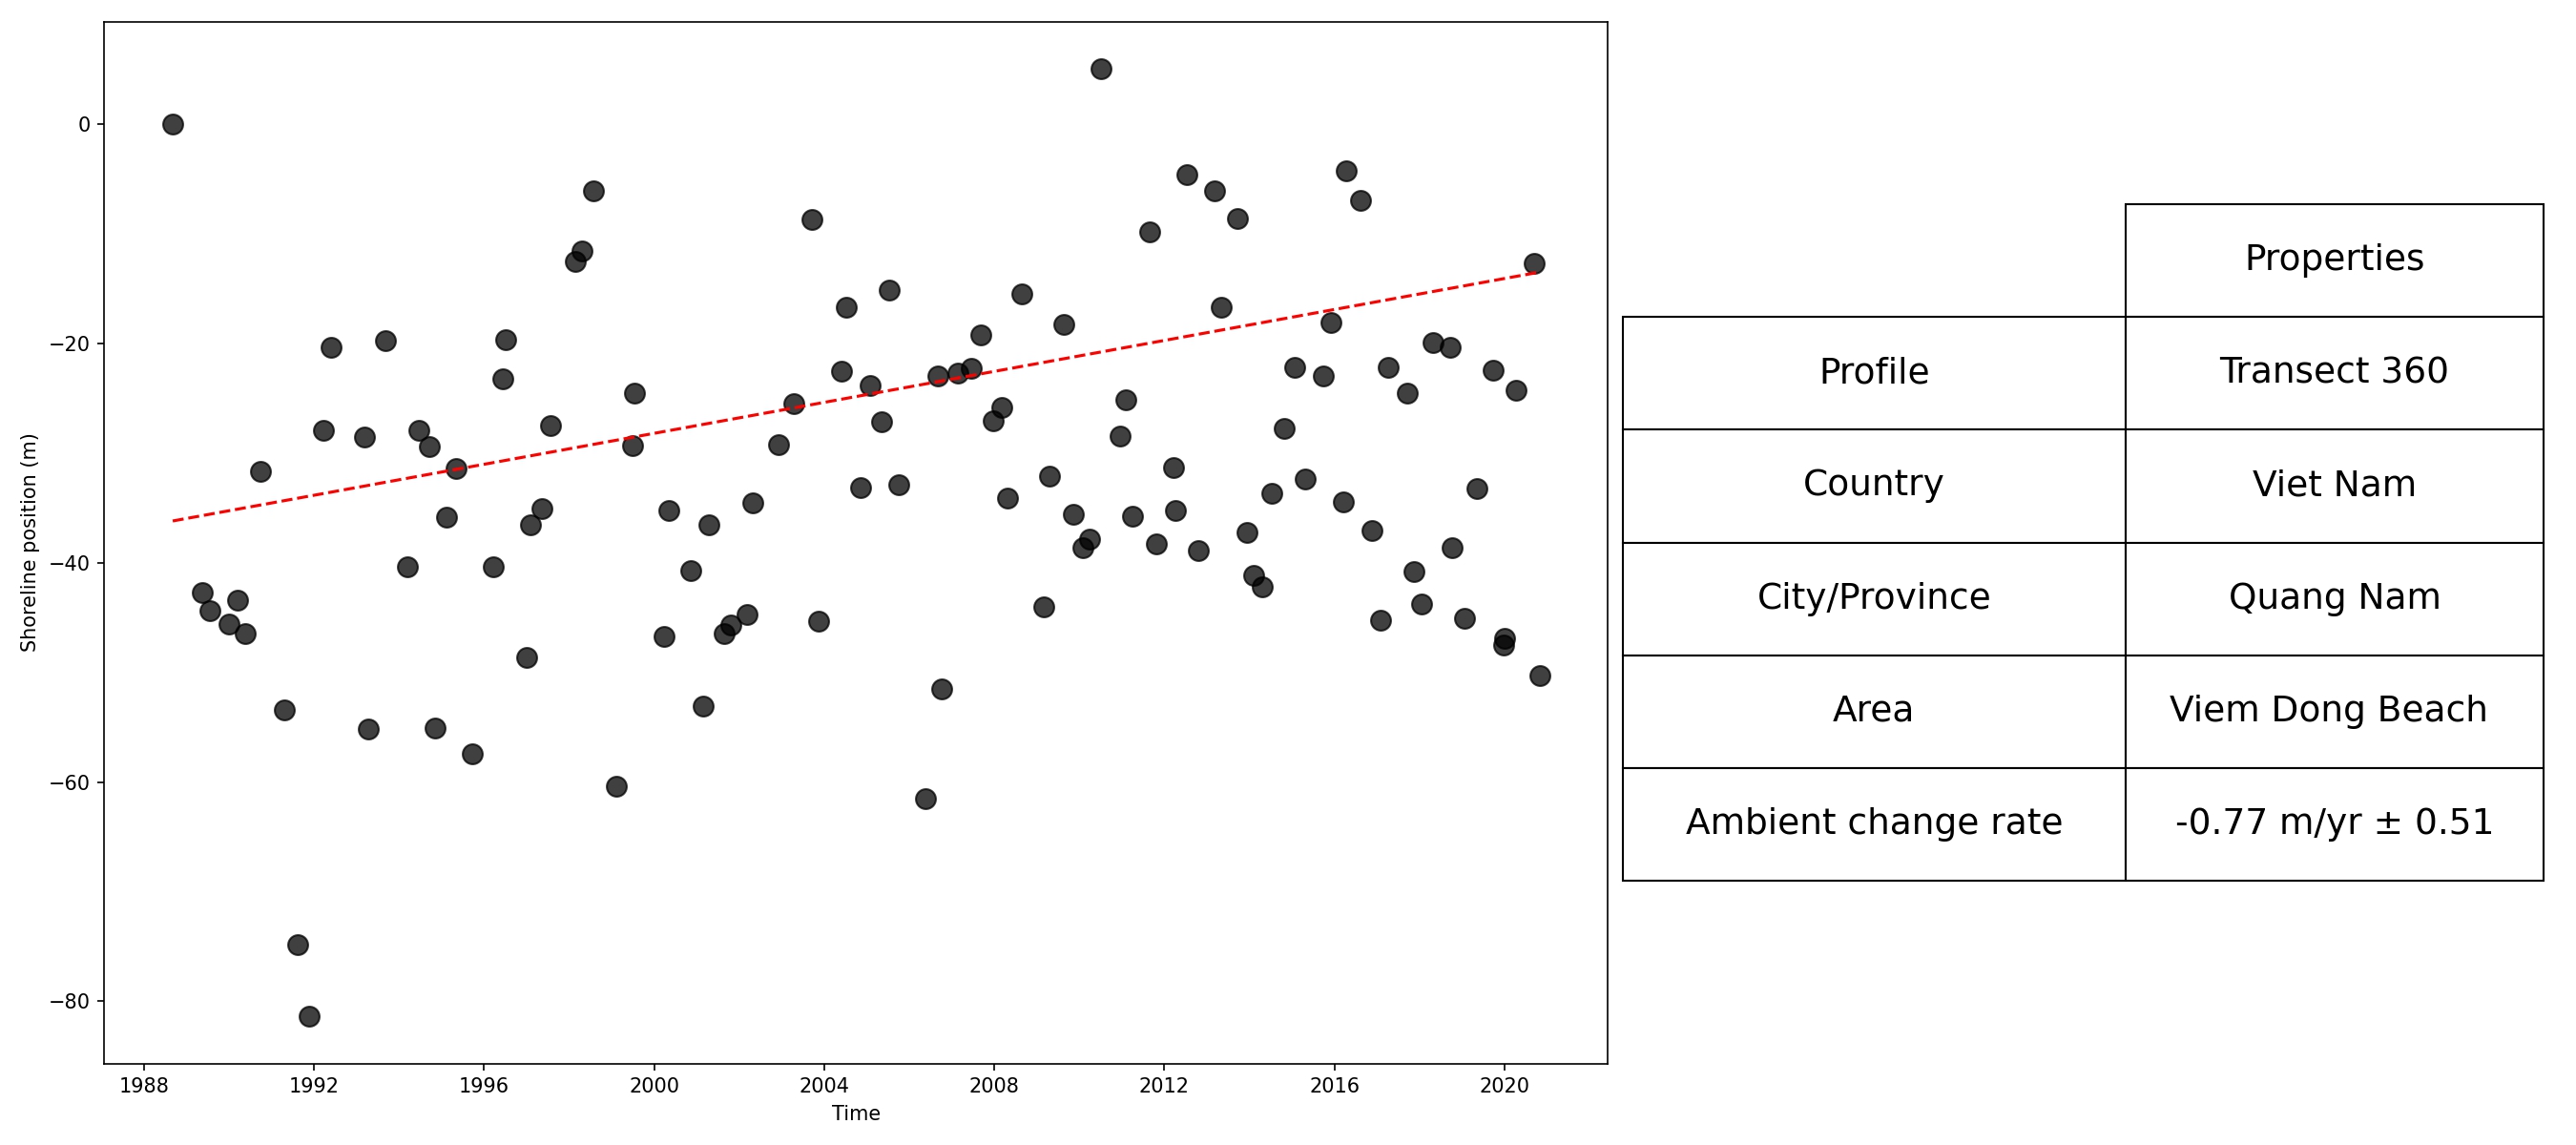 0
−20
−40
−60
−80
Shoreline position (m)
1988 1992 1996 2000 2004 2008 2012 2016 2020
Time
Properties
Profile Transect 360
Country Viet Nam
City/Province Quang Nam
Area Viem Dong Beach
Ambient change rate -0.77 m/yr ± 0.51